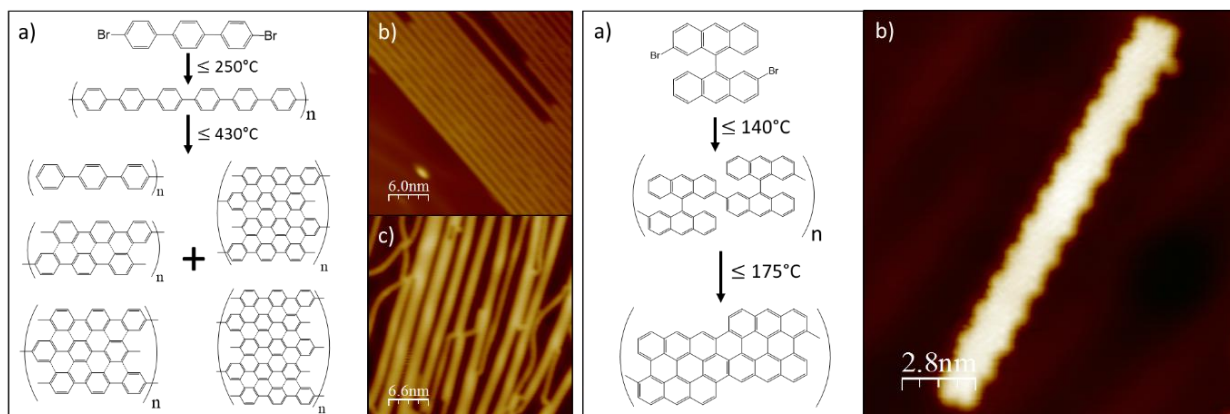 a)
Br
Br
≤ 250°C
n
≤ 430°C
n
n
+
n
n
n
b)
6.0nm
c)
6.6nm
a)
Br
Br
≤ 140°C
n
≤ 175°C
n
b)
2.8nm